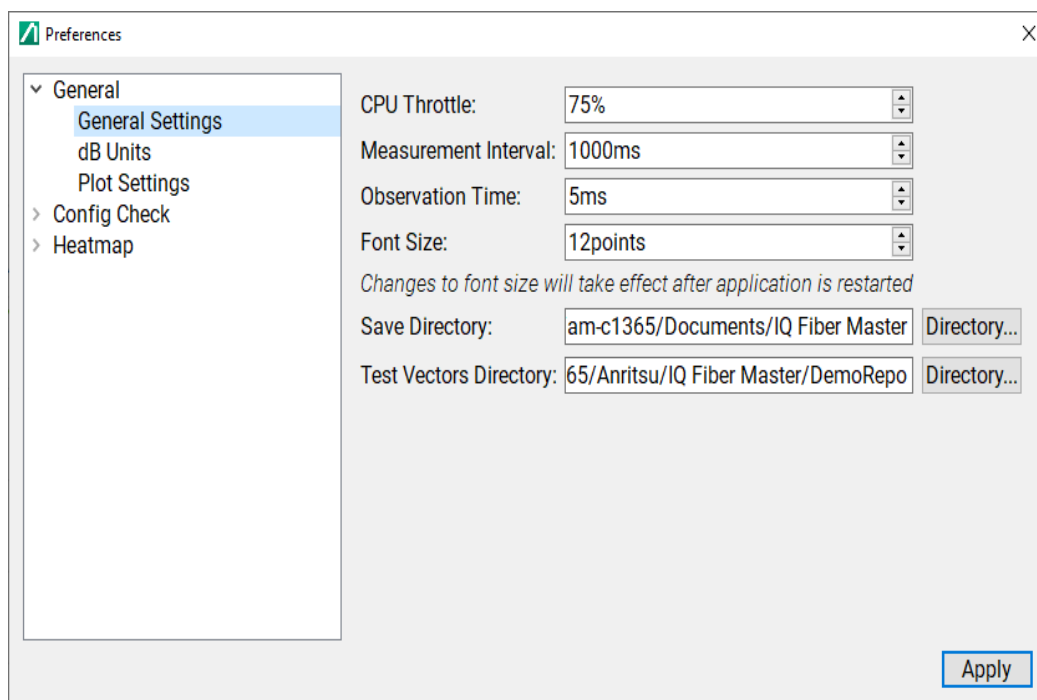 Preferences
General
General Settings
dB Units
Plot Settings
Config Check
Heatmap
CPU Throttle: 75%
Measurement Interval: 1000ms
Observation Time: 5ms
Font Size: 12points
Changes to font size will take effect after application is restarted
Save Directory: am-c1365/Documents/IQ Fiber Master Directory...
Test Vectors Directory: 65/Anritsu/IQ Fiber Master/DemoRepo Directory...
Apply